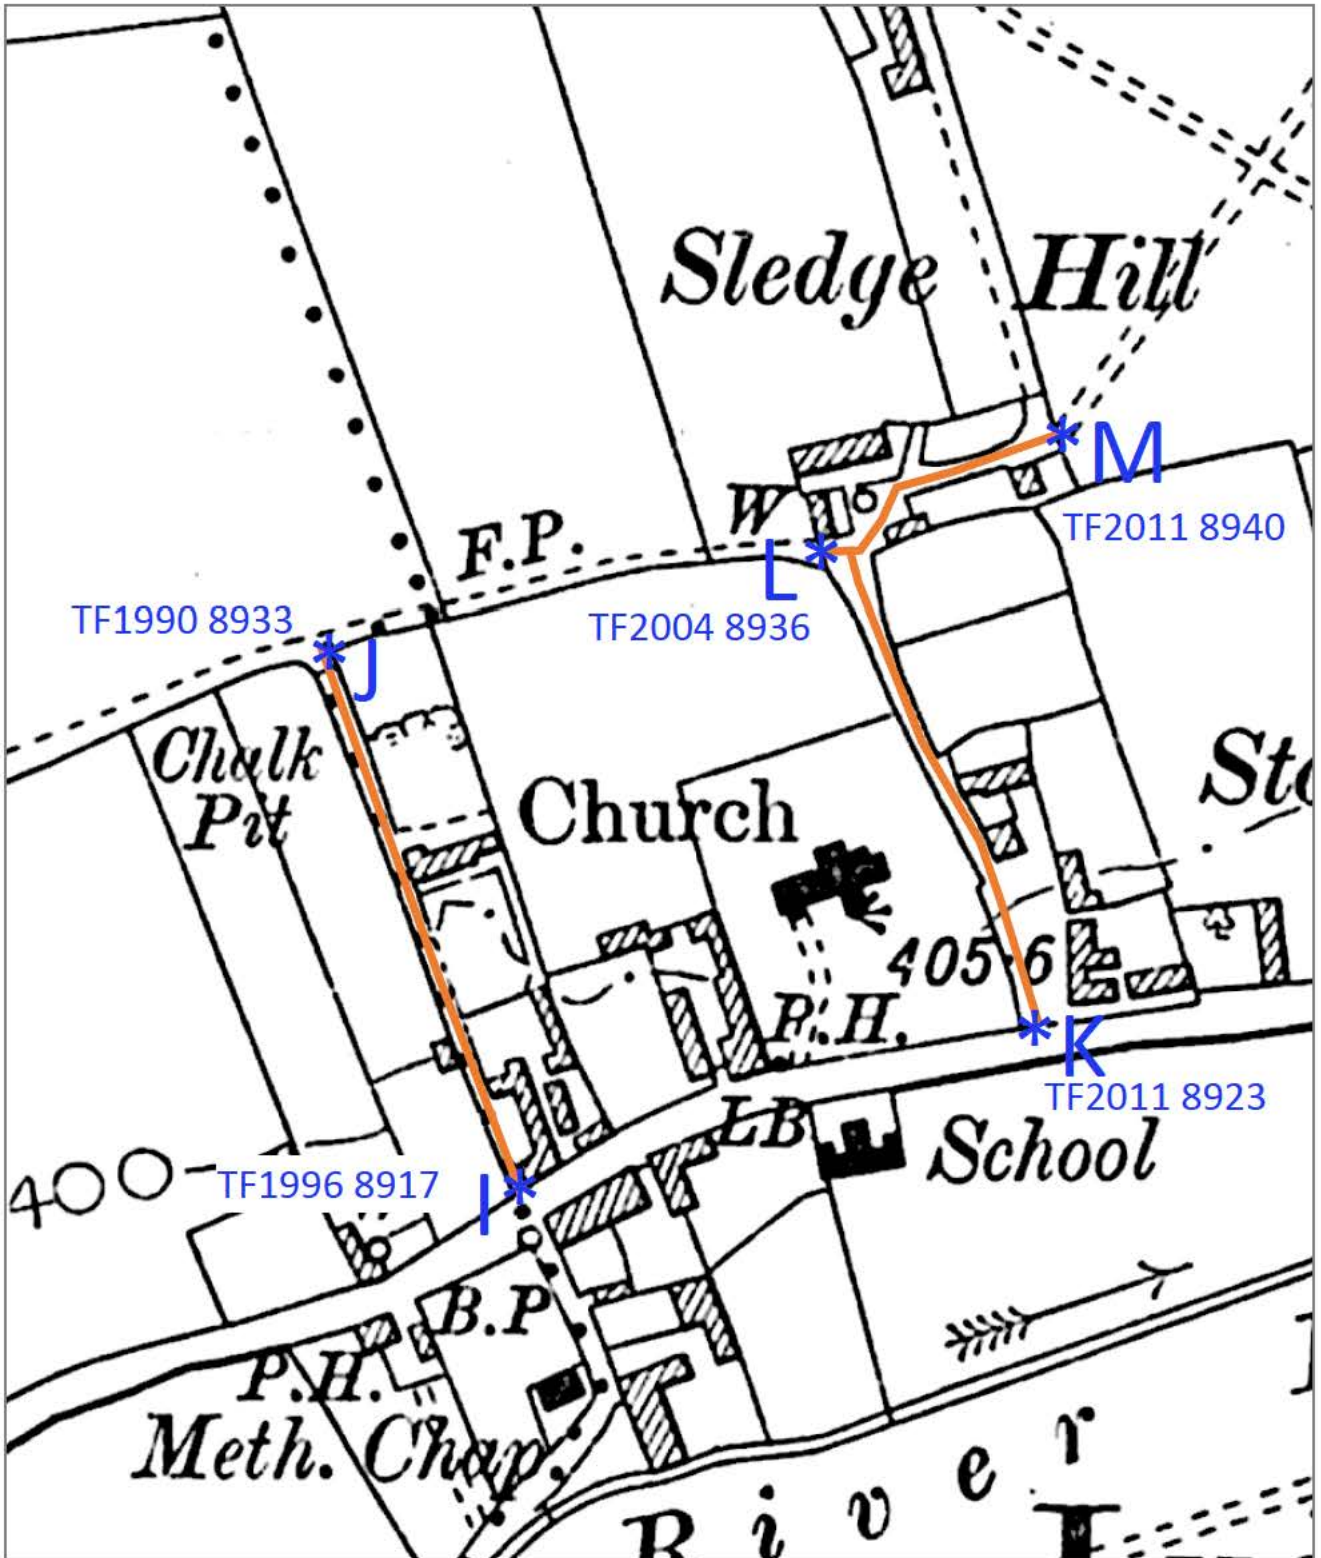 Sledge Hill
M
W
F.P.
TF2011 8940
L
TF1990 8933
TF2004 8936
J
Chalk
Pit
Church
405.6
P.H.
K
TF2011 8923
LB
School
400
TF1996 8917
I
B.P
P.H.
Meth. Chap.
River